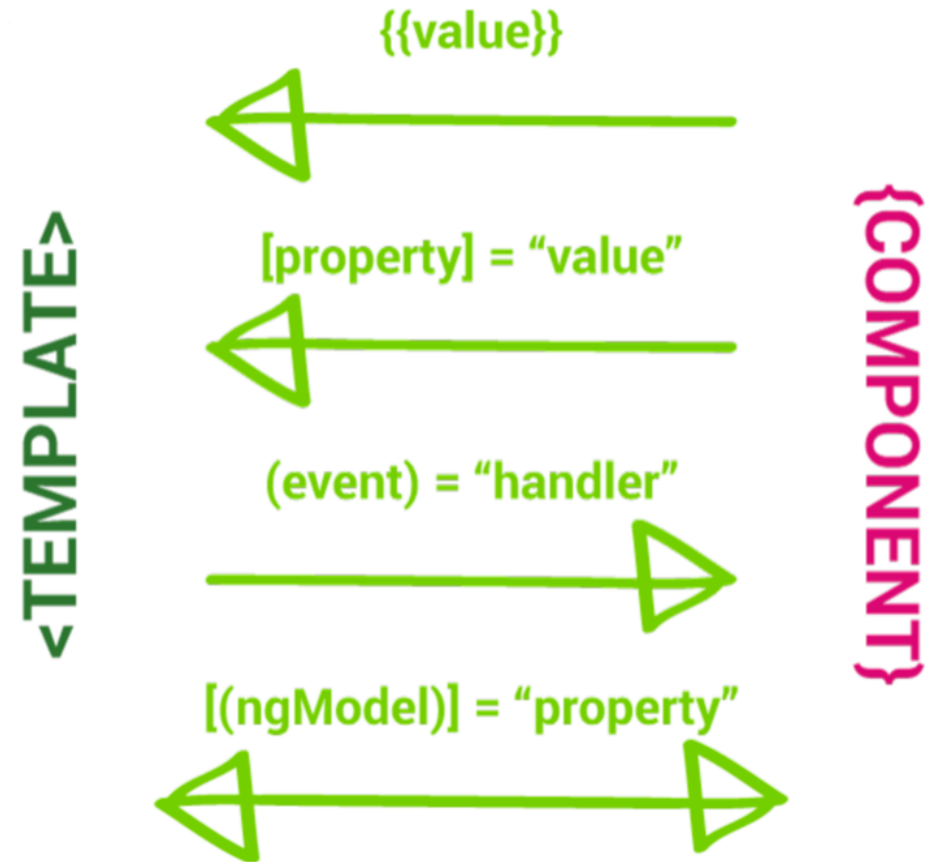 {{value}}
<TEMPLATE>
[property] = “value”
{COMPONENT}
(event) = “handler”
[(ngModel)] = “property”